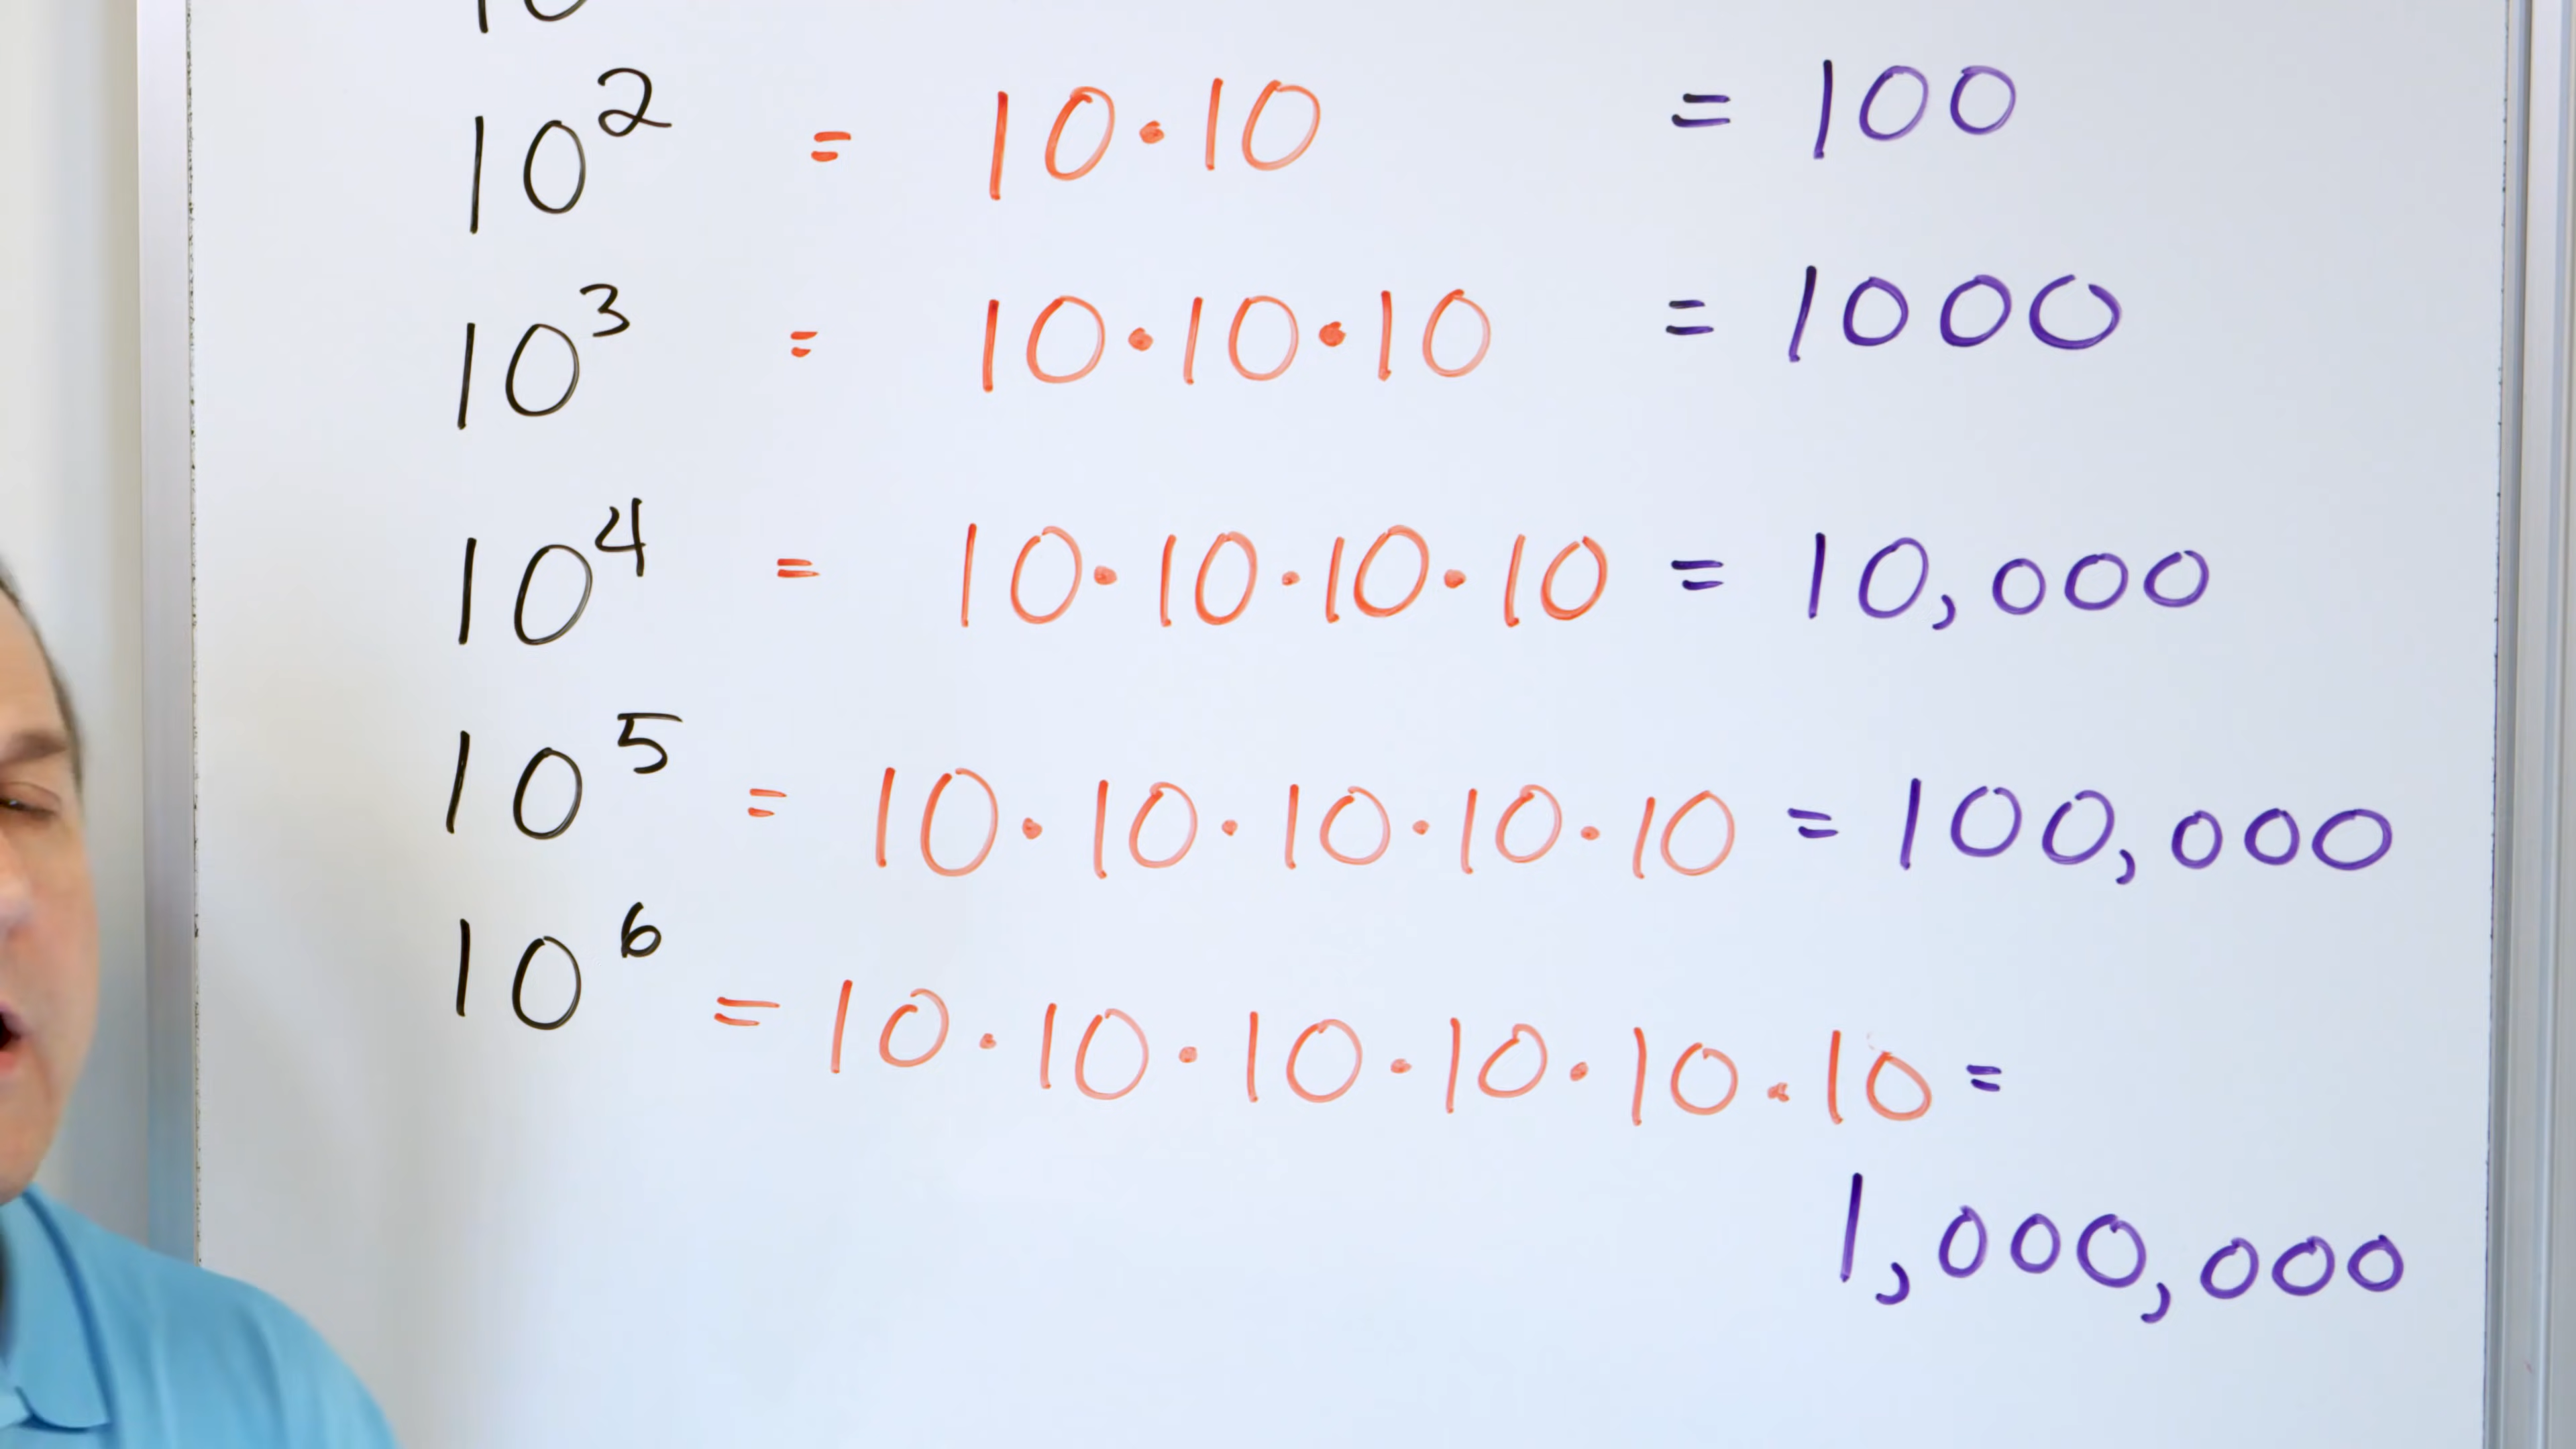 10
10² = 10·10 = 100
10³ = 10·10·10 = 1000
10⁴ = 10·10·10·10 = 10,000
10⁵ = 10·10·10·10·10 = 100,000
10⁶ = 10·10·10·10·10·10 =
1,000,000